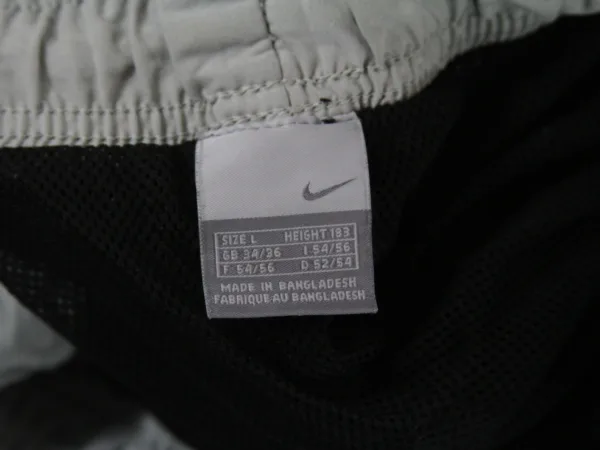 SIZE L HEIGHT 183
GB 34/36 I 54/56
F 54/56 D 52/54
MADE IN BANGLADESH
FABRIQUE AU BANGLADESH